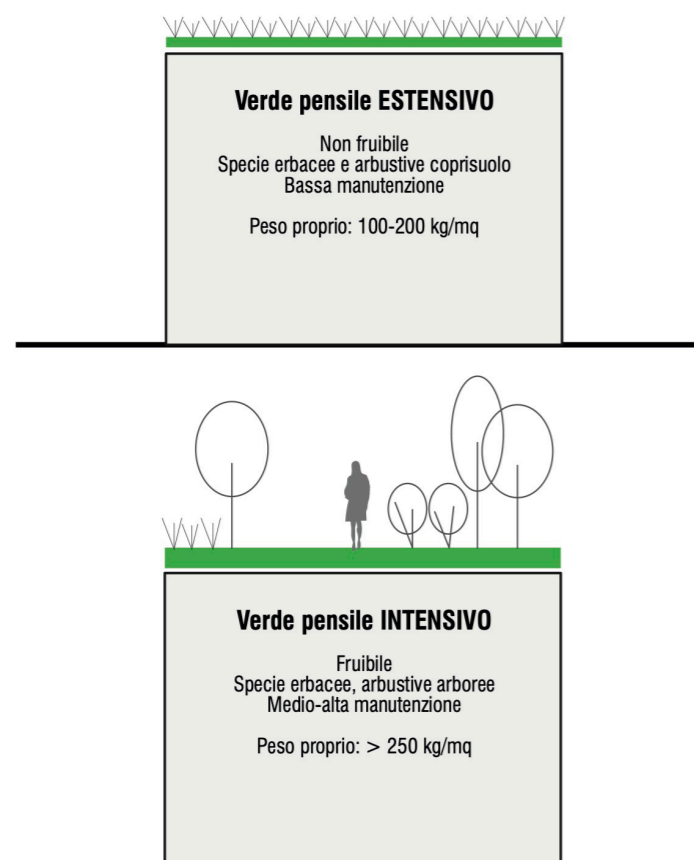 Verde pensile ESTENSIVO
Non fruibile
Specie erbacee e arbustive coprisuolo
Bassa manutenzione
Peso proprio: 100-200 kg/mq
Verde pensile INTENSIVO
Fruibile
Specie erbacee, arbustive arboree
Medio-alta manutenzione
Peso proprio: > 250 kg/mq